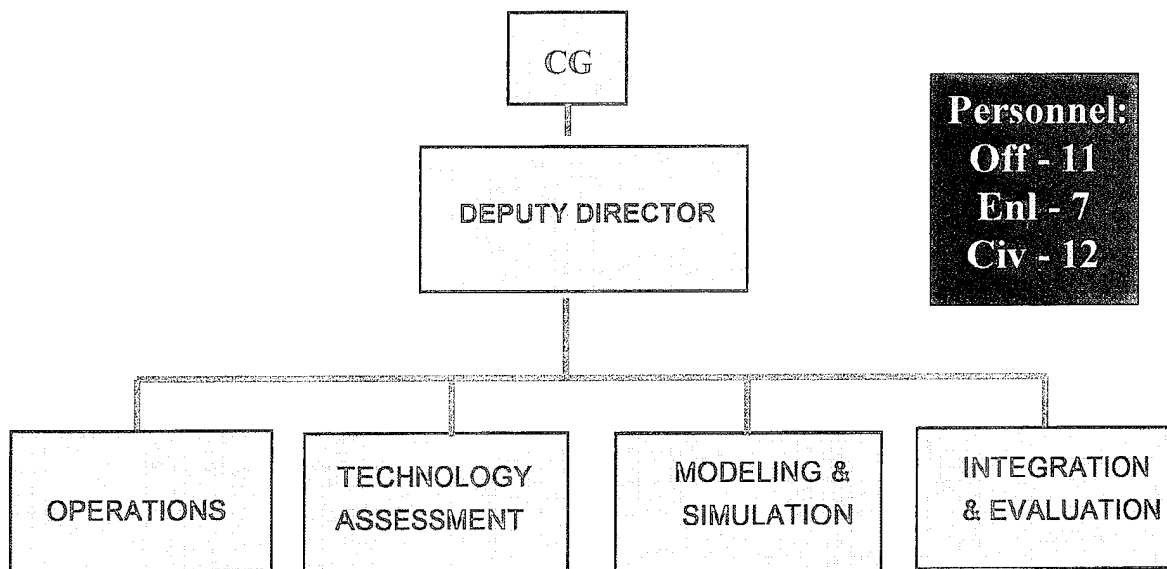 CG
Personnel:
Off - 11
Enl - 7
Civ - 12
DEPUTY DIRECTOR
OPERATIONS
TECHNOLOGY
ASSESSMENT
MODELING &
SIMULATION
INTEGRATION
& EVALUATION